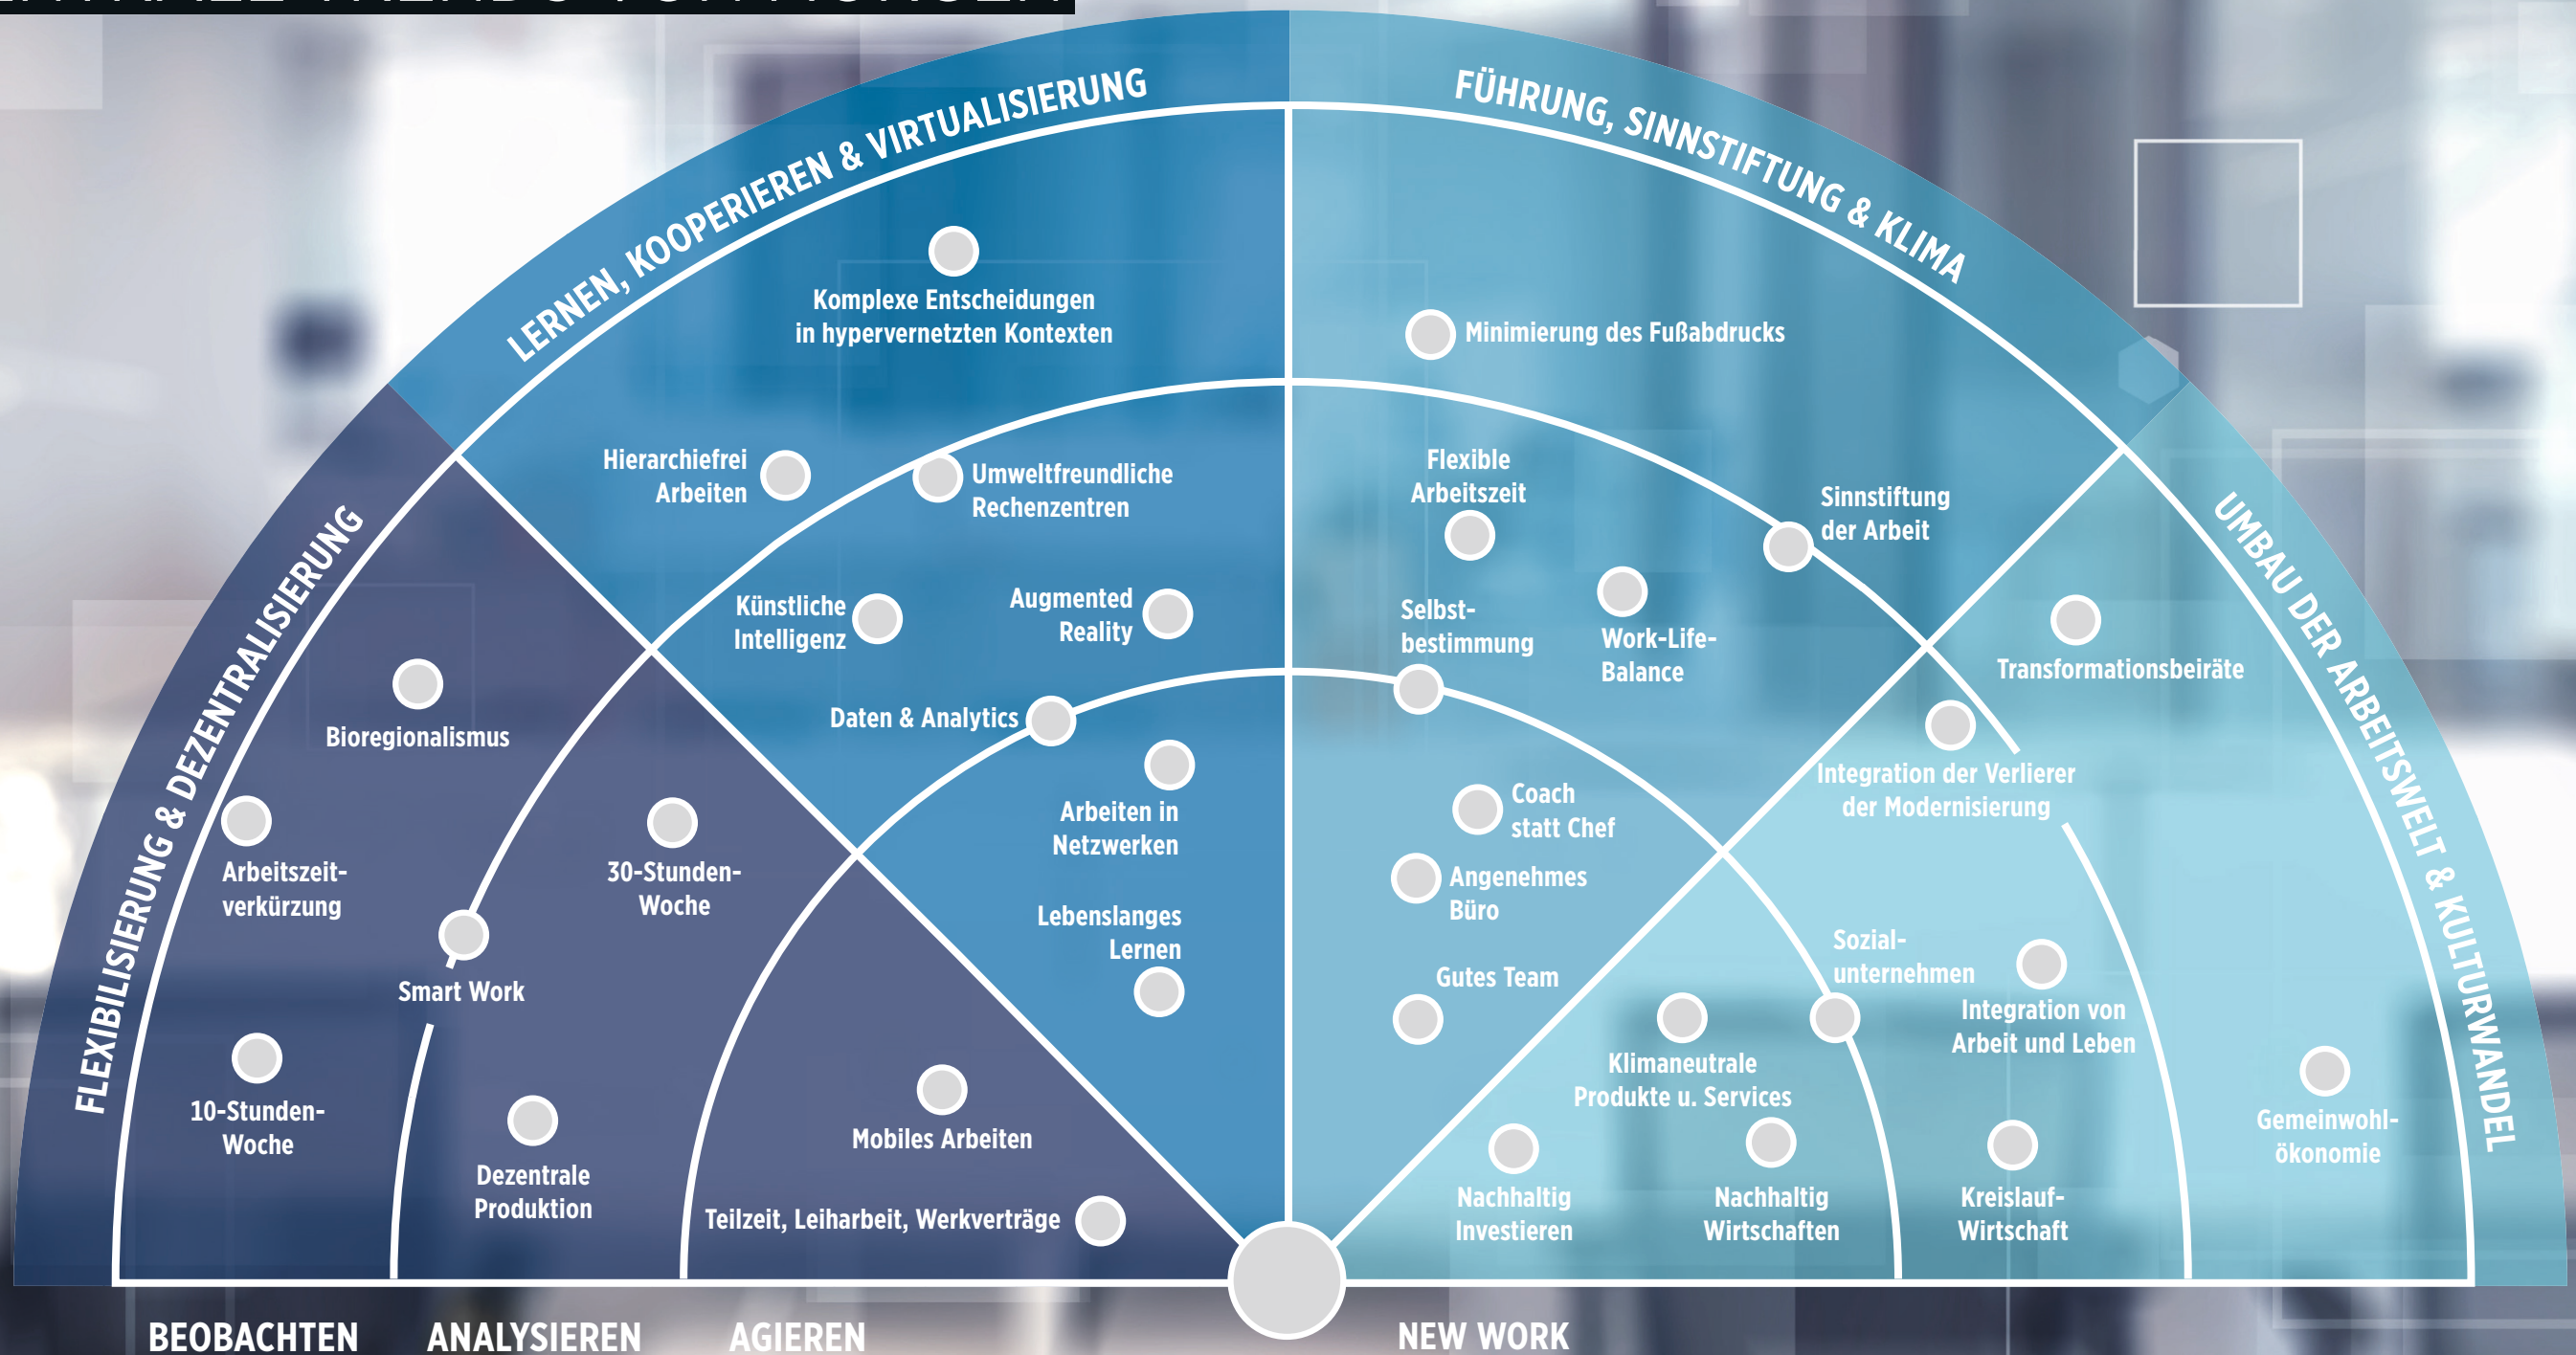 LERNEN, KOOPERIEREN & VIRTUALISIERUNG
FÜHRUNG, SINNSTIFTUNG & KLIMA
FLEXIBILISIERUNG & DEZENTRALISIERUNG
UMBAU DER ARBEITSWELT & KULTURWANDEL
Komplexe Entscheidungen
in hypervernetzten Kontexten
Hierarchiefrei
Arbeiten
Umweltfreundliche
Rechenzentren
Künstliche
Intelligenz
Augmented
Reality
Daten & Analytics
Arbeiten in
Netzwerken
Lebenslanges
Lernen
Minimierung des Fußabdrucks
Flexible
Arbeitszeit
Sinnstiftung
der Arbeit
Selbst-
bestimmung
Work-Life-
Balance
Coach
statt Chef
Angenehmes
Büro
Gutes Team
Bioregionalismus
Arbeitszeit-
verkürzung
30-Stunden-
Woche
Smart Work
10-Stunden-
Woche
Dezentrale
Produktion
Mobiles Arbeiten
Teilzeit, Leiharbeit, Werkverträge
Transformationsbeiräte
Integration der Verlierer
der Modernisierung
Sozial-
unternehmen
Integration von
Arbeit und Leben
Klimaneutrale
Produkte u. Services
Gemeinwohl-
ökonomie
Nachhaltig
Investieren
Nachhaltig
Wirtschaften
Kreislauf-
Wirtschaft
BEOBACHTEN
ANALYSIEREN
AGIEREN
NEW WORK